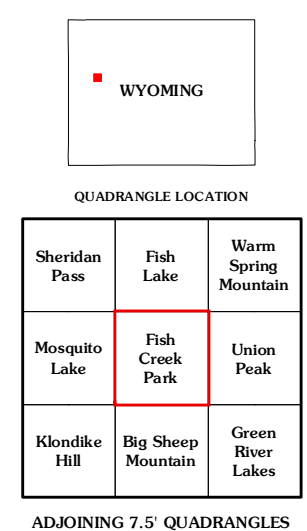 WYOMING
QUADRANGLE LOCATION
Sheridan
Pass
Fish
Lake
Warm
Spring
Mountain
Mosquito
Lake
Fish
Creek
Park
Union
Peak
Klondike
Hill
Big Sheep
Mountain
Green
River
Lakes
ADJOINING 7.5' QUADRANGLES